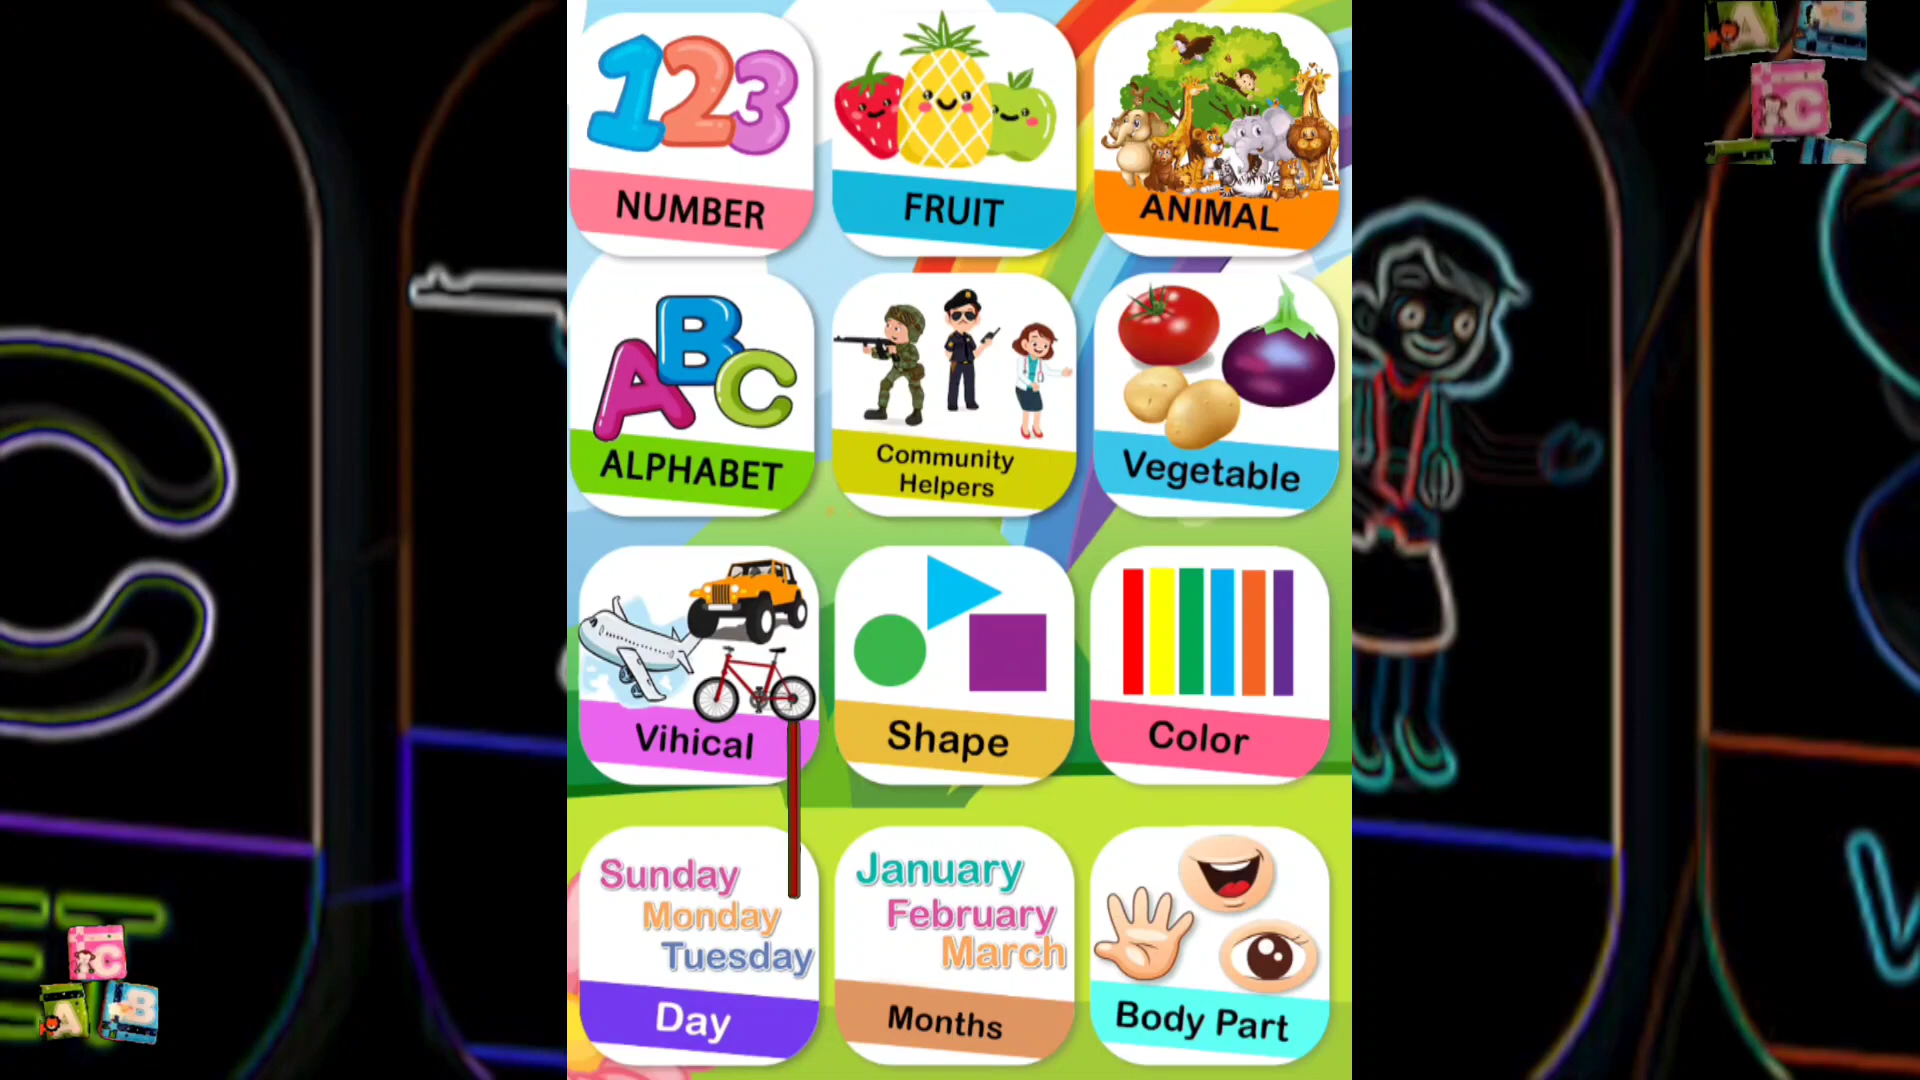 123
NUMBER
FRUIT
ANIMAL
ABC
ALPHABET
Community
Helpers
Vegetable
Vihical
Shape
Color
Sunday
Monday
Tuesday
Day
January
February
March
Months
Body Part
C
A B
A B
C